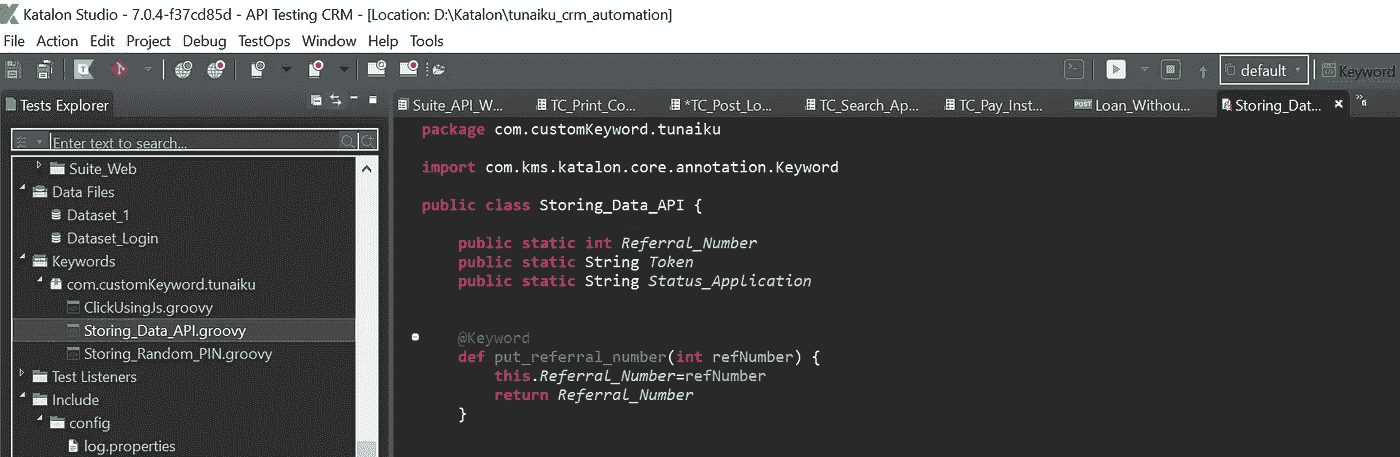 Katalon Studio - 7.0.4-f37cd85d - API Testing CRM - [Location: D:\Katalon\tunaiku_crm_automation]
File Action Edit Project Debug TestOps Window Help Tools
default Keyword
Tests Explorer
Suite_API_W... TC_Print_Co... *TC_Post_Lo... TC_Search_Ap... TC_Pay_Inst... POST Loan_Withou... Storing_Dat... 6
Enter text to search...
Suite_Web
Data Files
Dataset_1
Dataset_Login
Keywords
com.customKeyword.tunaiku
ClickUsingJs.groovy
Storing_Data_API.groovy
Storing_Random_PIN.groovy
Test Listeners
Include
config
log.properties
package com.customKeyword.tunaiku
import com.kms.katalon.core.annotation.Keyword
public class Storing_Data_API {
public static int Referral_Number
public static String Token
public static String Status_Application
@Keyword
def put_referral_number(int refNumber) {
this.Referral_Number=refNumber
return Referral_Number
}